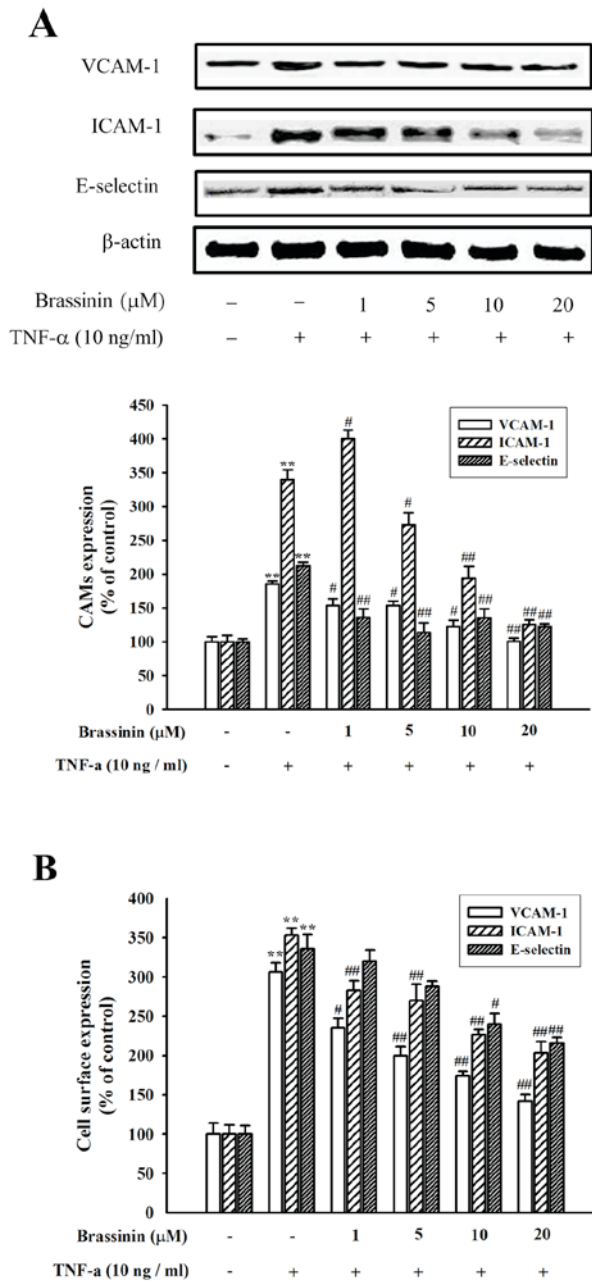 A
VCAM-1
ICAM-1
E-selectin
β-actin
Brassinin (μM) – – 1 5 10 20
TNF-α (10 ng/ml) – + + + + +
450
400
350
300
250
200
150
100
50
0
CAMs expression
(% of control)
VCAM-1
ICAM-1
E-selectin
** ** **
# # ##
# # ##
# ## ##
## ## ##
Brassinin (μM) - - 1 5 10 20
TNF-a (10 ng / ml) - + + + + +
B
400
350
300
250
200
150
100
50
0
Cell surface expression
(% of control)
VCAM-1
ICAM-1
E-selectin
** ** **
# ##
## ##
## ## #
## ## ##
Brassinin (μM) - - 1 5 10 20
TNF-a (10 ng / ml) - + + + + +